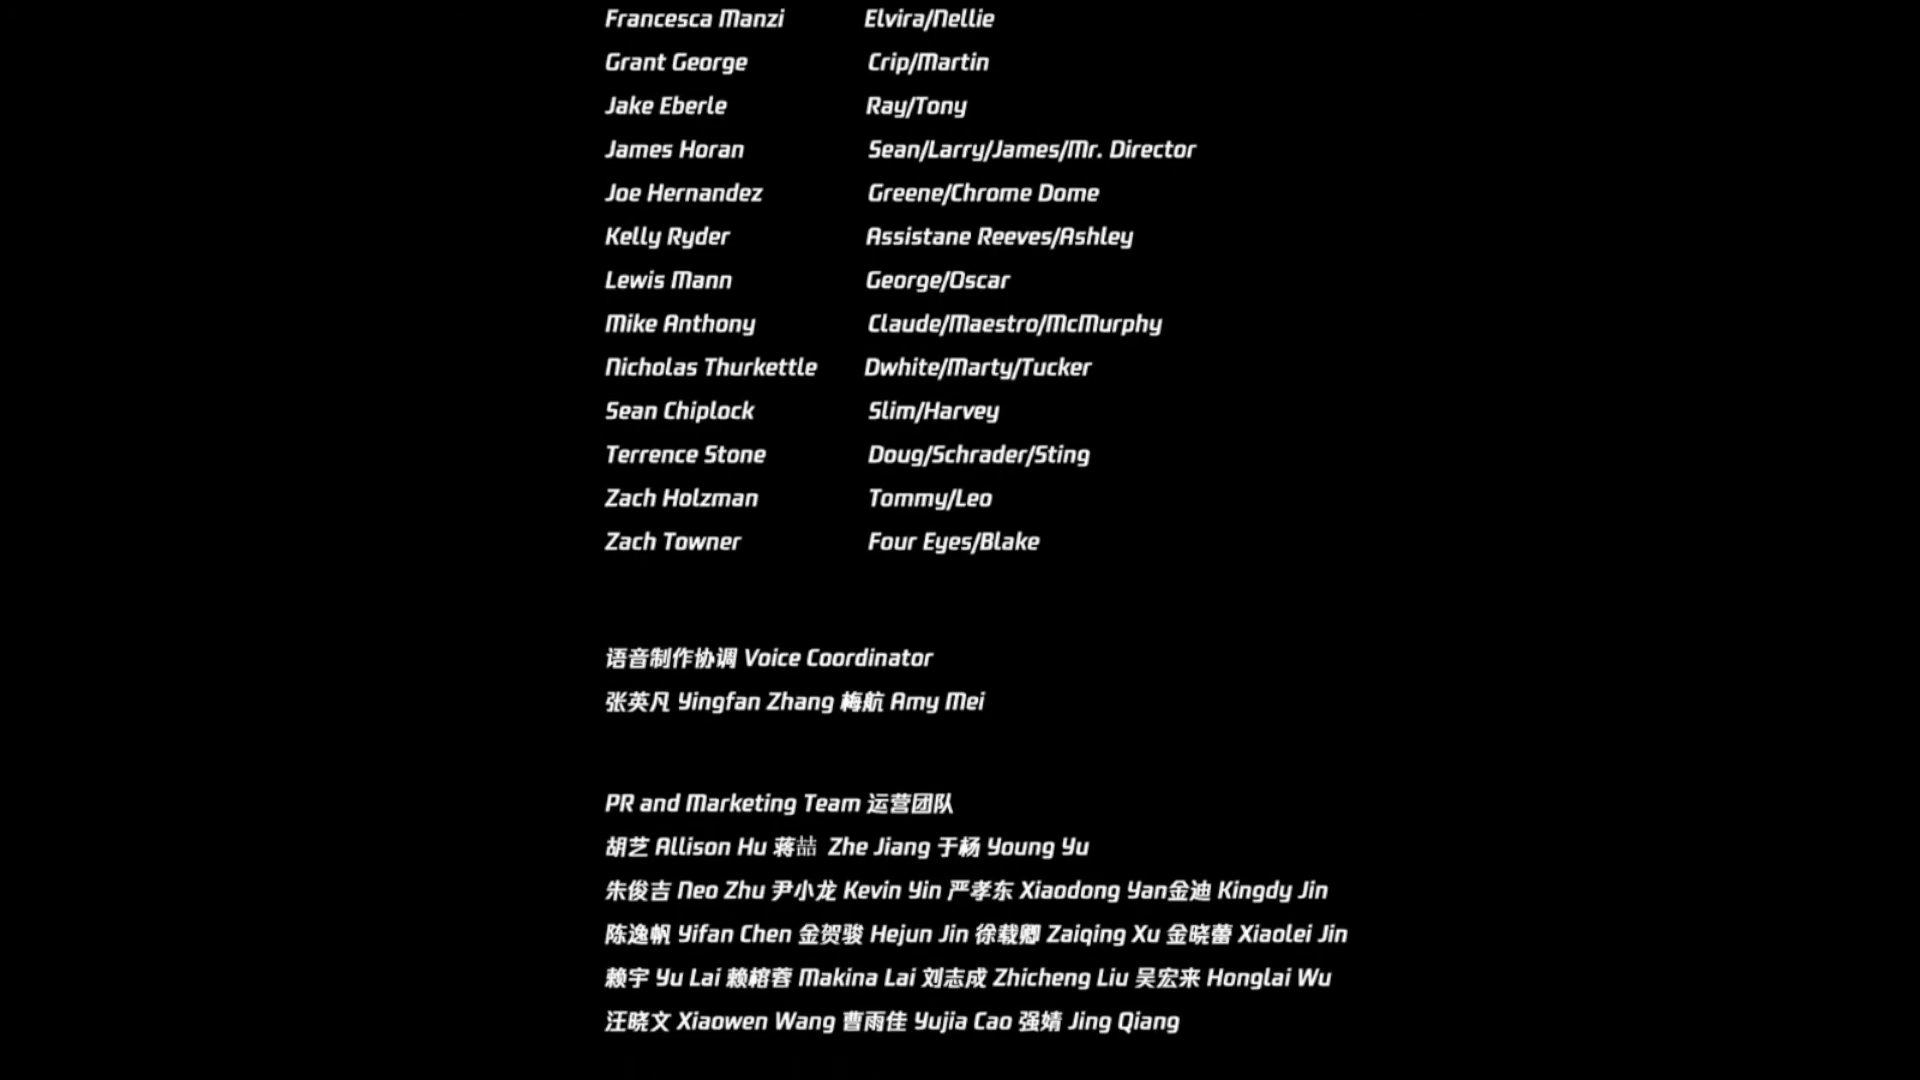 Francesca Manzi Elvira/Nellie
Grant George Crip/Martin
Jake Eberle Ray/Tony
James Horan Sean/Larry/James/Mr. Director
Joe Hernandez Greene/Chrome Dome
Kelly Ryder Assistane Reeves/Ashley
Lewis Mann George/Oscar
Mike Anthony Claude/Maestro/McMurphy
Nicholas Thurkettle Dwhite/Marty/Tucker
Sean Chiplock Slim/Harvey
Terrence Stone Doug/Schrader/Sting
Zach Holzman Tommy/Leo
Zach Towner Four Eyes/Blake
语音制作协调 Voice Coordinator
张英凡 Yingfan Zhang 梅航 Amy Mei
PR and Marketing Team 运营团队
胡艺 Allison Hu 蒋喆 Zhe Jiang 于杨 Young Yu
朱俊吉 Neo Zhu 尹小龙 Kevin Yin 严孝东 Xiaodong Yan金迪 Kingdy Jin
陈逸帆 Yifan Chen 金贺骏 Hejun Jin 徐载卿 Zaiqing Xu 金晓蕾 Xiaolei Jin
赖宇 Yu Lai 赖榕蓉 Makina Lai 刘志成 Zhicheng Liu 吴宏来 Honglai Wu
汪晓文 Xiaowen Wang 曹雨佳 Yujia Cao 强婧 Jing Qiang